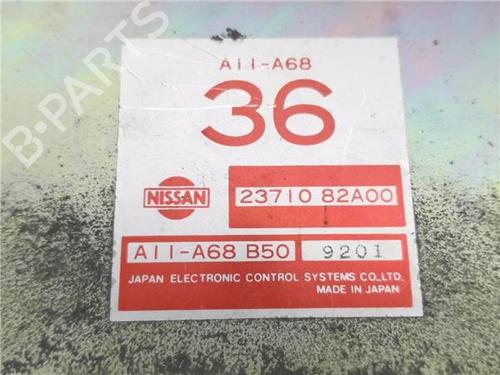 A11-A68
36
NISSAN
23710 82A00
A11-A68 B50 9201
JAPAN ELECTRONIC CONTROL SYSTEMS CO.,LTD.
MADE IN JAPAN
B-PARTS